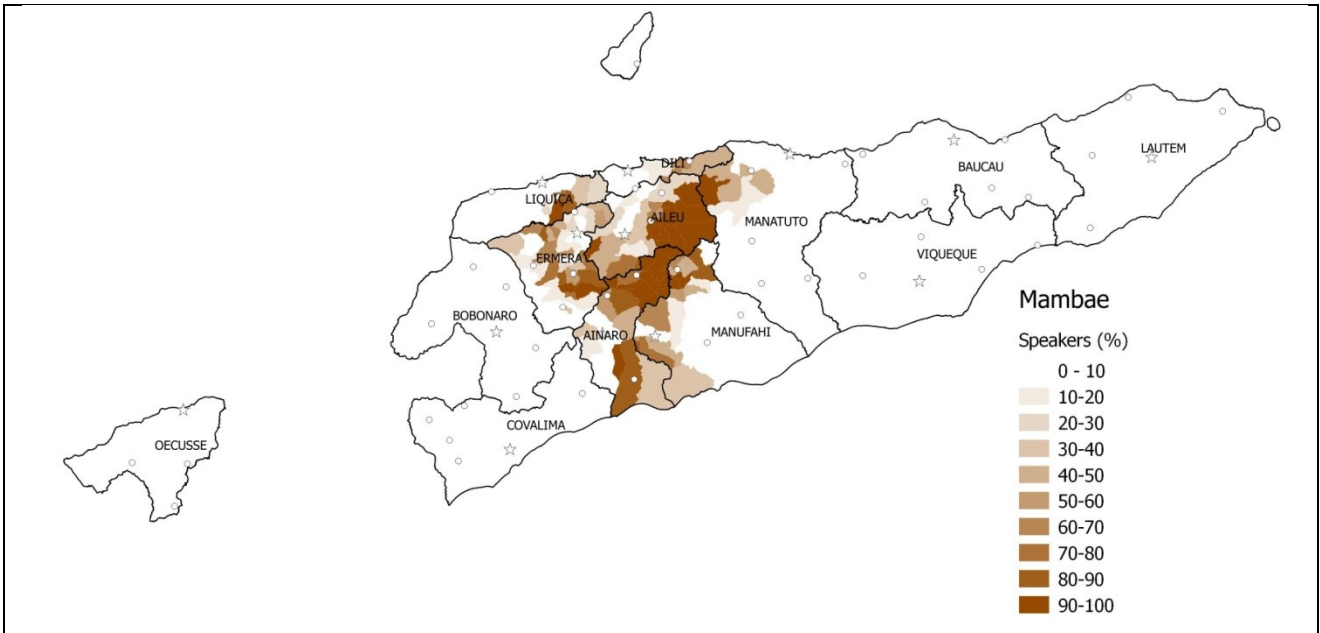 DILI
LAUTEM
BAUCAU
LIQUIÇA
AILEU
MANATUTO
VIQUEQUE
ERMERA
Mambae
BOBONARO
AINARO
MANUFAHI
Speakers (%)
0 - 10
10-20
20-30
30-40
COVALIMA
40-50
OECUSSE
50-60
60-70
70-80
80-90
90-100